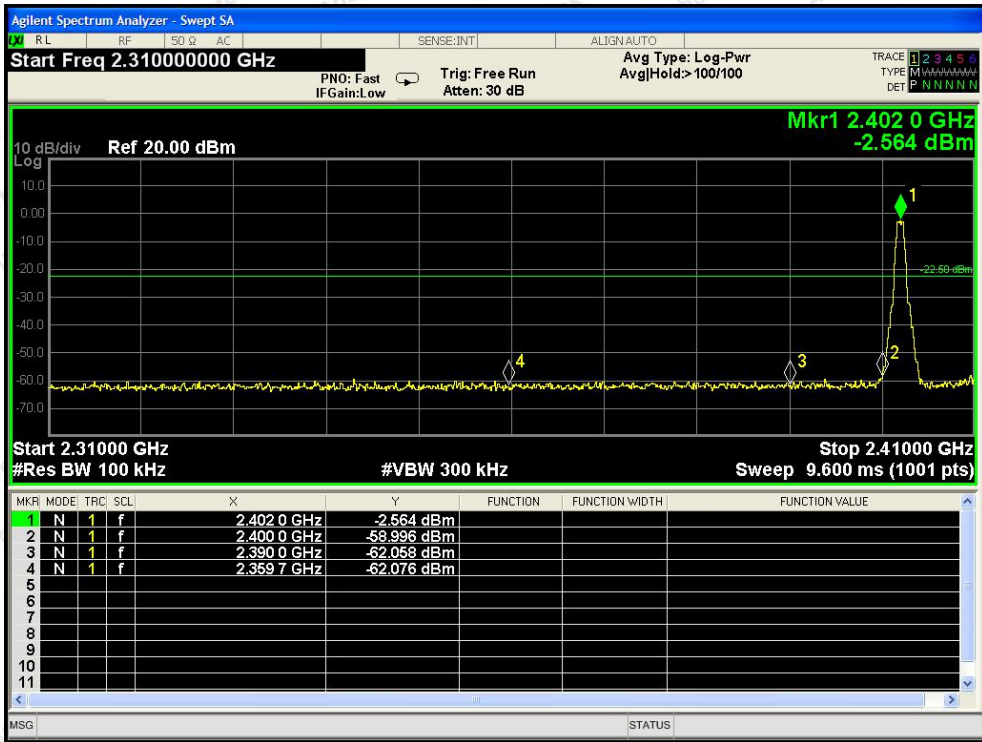 Agilent Spectrum Analyzer - Swept SA
LXI RL RF 50 Ω AC SENSE:INT ALIGN AUTO
Start Freq 2.310000000 GHz
PNO: Fast
IFGain:Low
Trig: Free Run
Atten: 30 dB
Avg Type: Log-Pwr
Avg|Hold:>100/100
TRACE 1 2 3 4 5 6
TYPE M
DET P N N N N N
Mkr1 2.402 0 GHz
-2.564 dBm
10 dB/div Ref 20.00 dBm
Log
10.0
0.00
-10.0
-20.0
-30.0
-40.0
-50.0
-60.0
-70.0
1
-22.50 dBm
4
3
2
Start 2.31000 GHz Stop 2.41000 GHz
#Res BW 100 kHz #VBW 300 kHz Sweep 9.600 ms (1001 pts)
MKR MODE TRC SCL X Y FUNCTION FUNCTION WIDTH FUNCTION VALUE
1 N 1 f 2.402 0 GHz -2.564 dBm
2 N 1 f 2.400 0 GHz -58.996 dBm
3 N 1 f 2.390 0 GHz -62.058 dBm
4 N 1 f 2.359 7 GHz -62.076 dBm
5
6
7
8
9
10
11
MSG STATUS